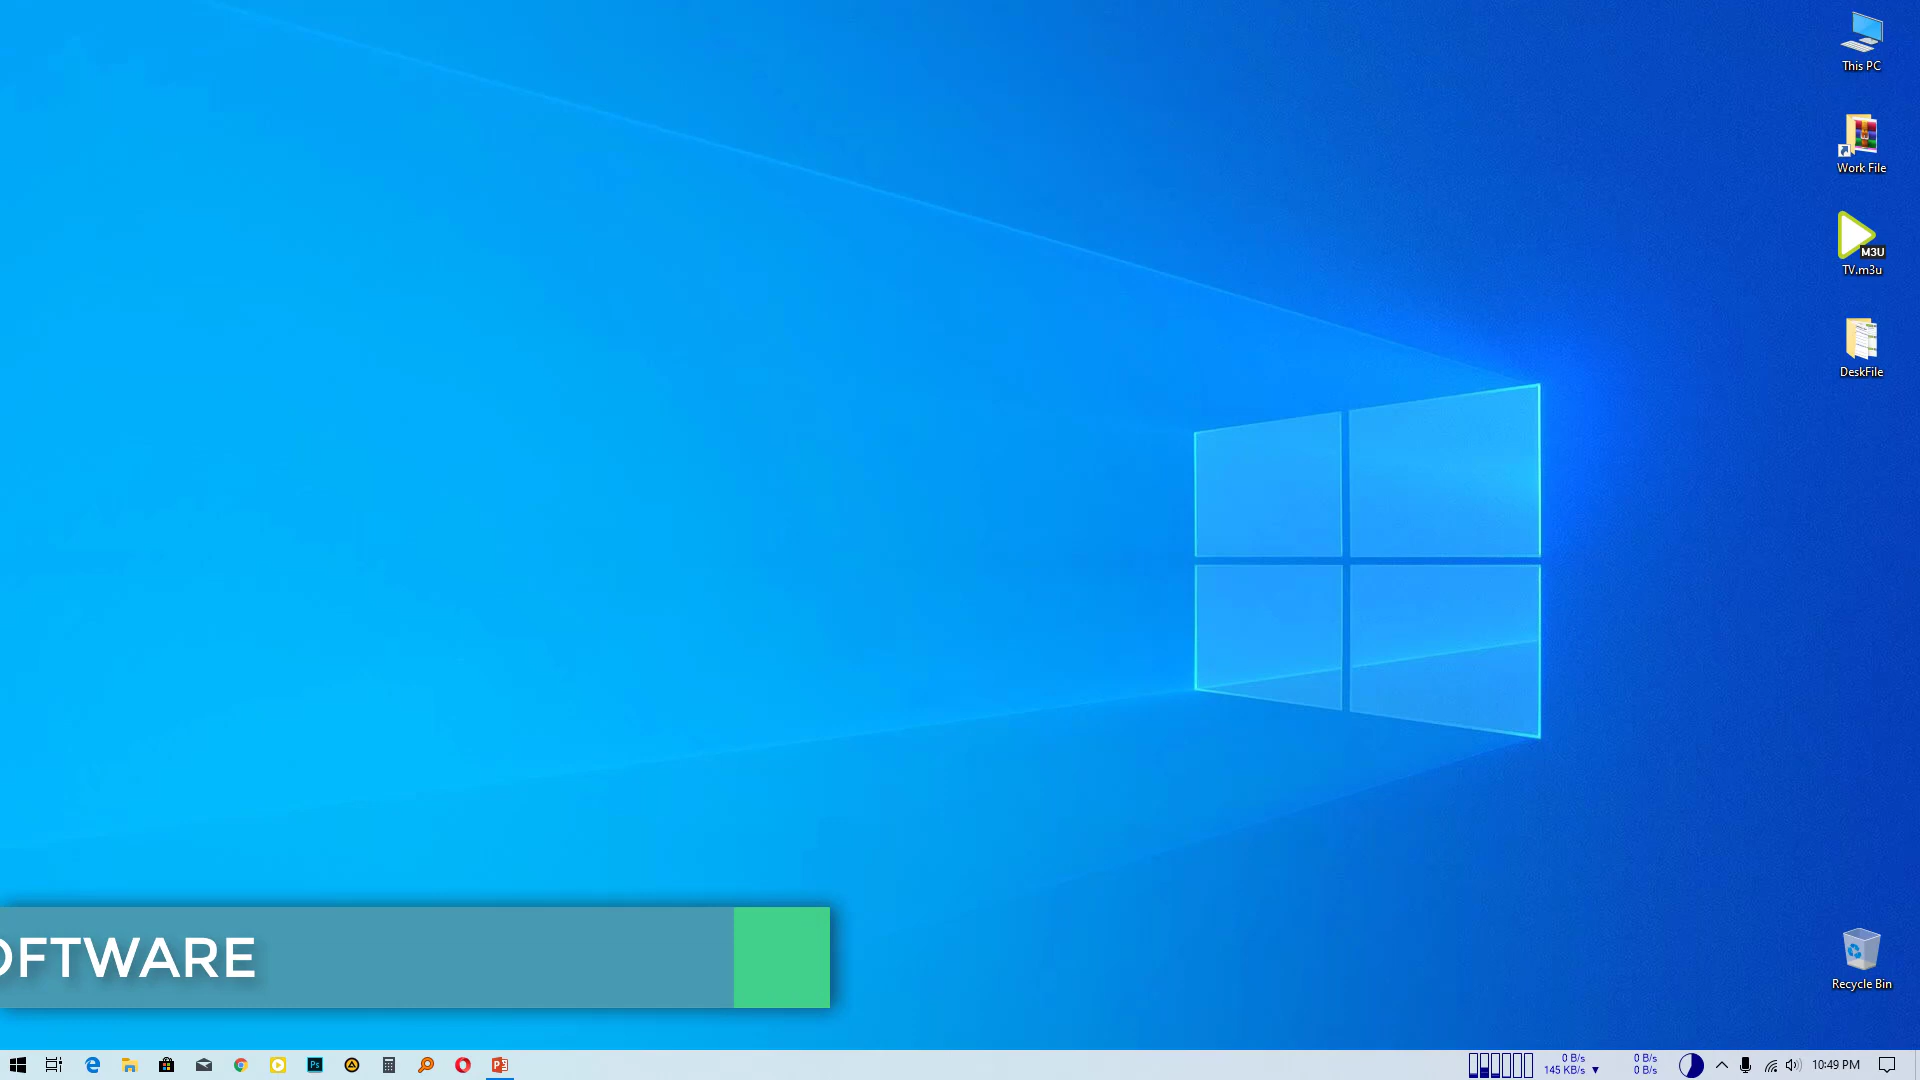 This PC
Work File
M3U
TV.m3u
DeskFile
OFTWARE
Recycle Bin
Ps
0 B/s
145 KB/s
0 B/s
0 B/s
10:49 PM